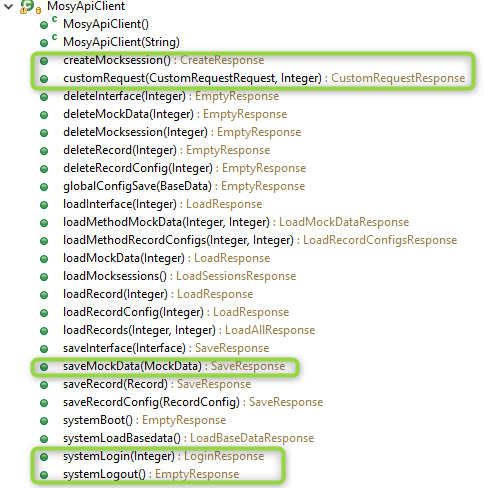 MosyApiClient
MosyApiClient()
MosyApiClient(String)
createMocksession() : CreateResponse
customRequest(CustomRequestRequest, Integer) : CustomRequestResponse
deleteInterface(Integer) : EmptyResponse
deleteMockData(Integer) : EmptyResponse
deleteMocksession(Integer) : EmptyResponse
deleteRecord(Integer) : EmptyResponse
deleteRecordConfig(Integer) : EmptyResponse
globalConfigSave(BaseData) : EmptyResponse
loadInterface(Integer) : LoadResponse
loadMethodMockData(Integer, Integer) : LoadMockDataResponse
loadMethodRecordConfigs(Integer, Integer) : LoadRecordConfigsResponse
loadMockData(Integer) : LoadResponse
loadMocksessions() : LoadSessionsResponse
loadRecord(Integer) : LoadResponse
loadRecordConfig(Integer) : LoadResponse
loadRecords(Integer, Integer) : LoadAllResponse
saveInterface(Interface) : SaveResponse
saveMockData(MockData) : SaveResponse
saveRecord(Record) : SaveResponse
saveRecordConfig(RecordConfig) : SaveResponse
systemBoot() : EmptyResponse
systemLoadBasedata() : LoadBaseDataResponse
systemLogin(Integer) : LoginResponse
systemLogout() : EmptyResponse